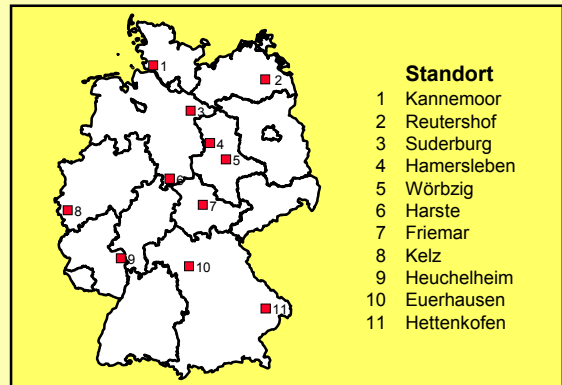 Standort
1 Kannemoor
2 Reutershof
3 Suderburg
4 Hamersleben
5 Wörbzig
6 Harste
7 Friemar
8 Kelz
9 Heuchelheim
10 Euerhausen
11 Hettenkofen
1
2
3
4
5
6
7
8
9
10
11